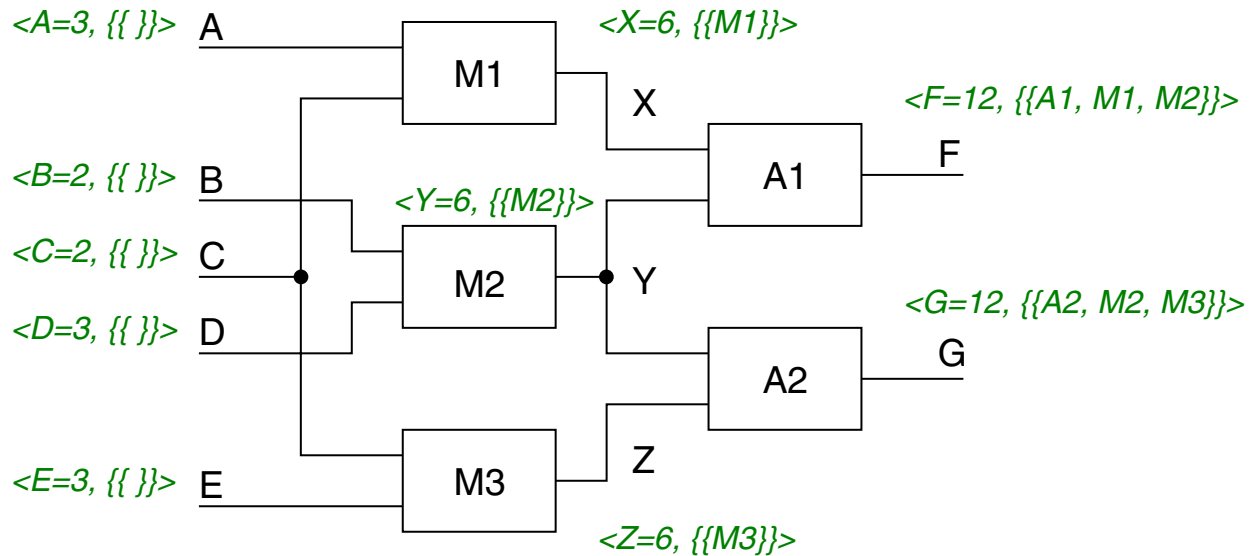 <A=3, {{ }}>
A
<X=6, {{M1}}>
M1
X
<F=12, {{A1, M1, M2}}>
F
A1
<B=2, {{ }}>
B
<Y=6, {{M2}}>
<C=2, {{ }}>
C
M2
Y
<D=3, {{ }}>
D
<G=12, {{A2, M2, M3}}>
G
A2
<E=3, {{ }}>
E
M3
Z
<Z=6, {{M3}}>